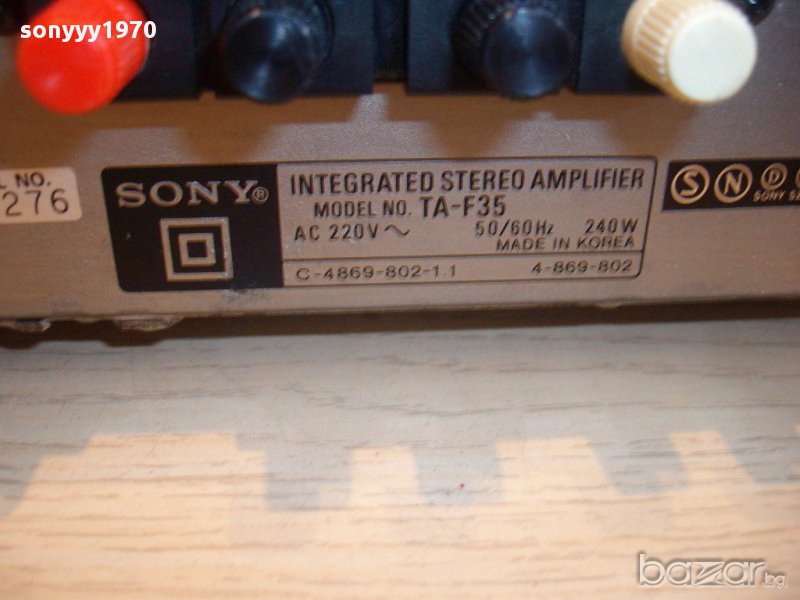 sonyyy1970
L NO.
276
SONY®
INTEGRATED STEREO AMPLIFIER
MODEL NO. TA-F35
AC 220V ~ 50/60Hz 240W
MADE IN KOREA
C-4869-802-1.1 4-869-802
S N D
SONY
bazar.bg